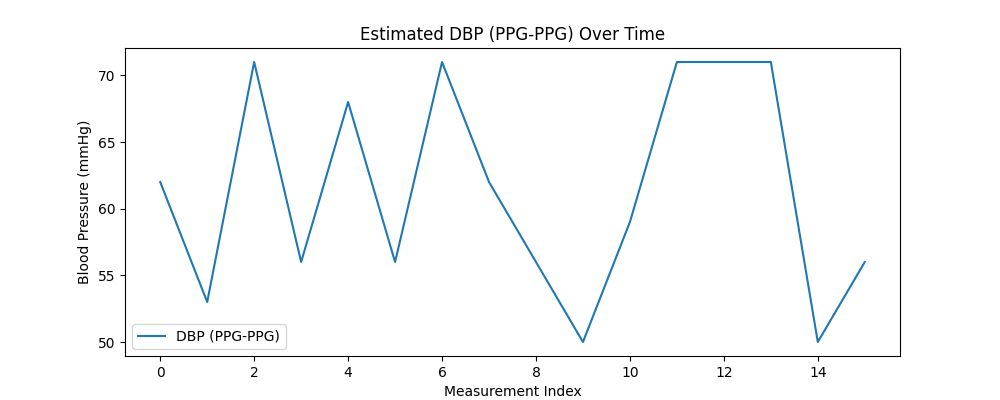 Estimated DBP (PPG-PPG) Over Time
Blood Pressure (mmHg)
70
65
60
55
50
DBP (PPG-PPG)
0 2 4 6 8 10 12 14
Measurement Index